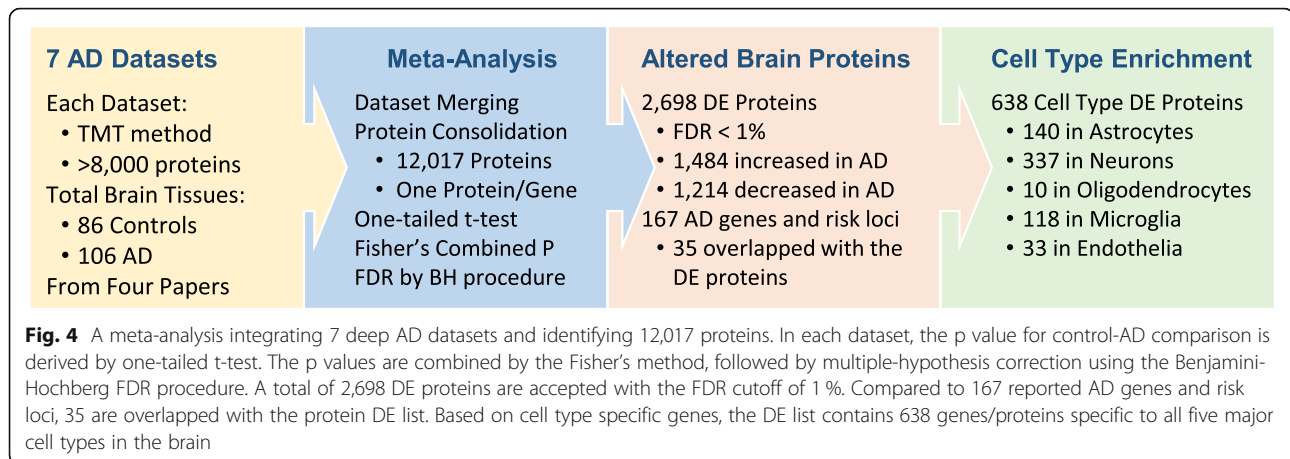 7 AD Datasets
Each Dataset:
• TMT method
• >8,000 proteins
Total Brain Tissues:
• 86 Controls
• 106 AD
From Four Papers
Meta-Analysis
Dataset Merging
Protein Consolidation
• 12,017 Proteins
• One Protein/Gene
One-tailed t-test
Fisher's Combined P
FDR by BH procedure
Altered Brain Proteins
2,698 DE Proteins
• FDR < 1%
• 1,484 increased in AD
• 1,214 decreased in AD
167 AD genes and risk loci
• 35 overlapped with the
DE proteins
Cell Type Enrichment
638 Cell Type DE Proteins
• 140 in Astrocytes
• 337 in Neurons
• 10 in Oligodendrocytes
• 118 in Microglia
• 33 in Endothelia
Fig. 4 A meta-analysis integrating 7 deep AD datasets and identifying 12,017 proteins. In each dataset, the p value for control-AD comparison is
derived by one-tailed t-test. The p values are combined by the Fisher's method, followed by multiple-hypothesis correction using the Benjamini-
Hochberg FDR procedure. A total of 2,698 DE proteins are accepted with the FDR cutoff of 1 %. Compared to 167 reported AD genes and risk
loci, 35 are overlapped with the protein DE list. Based on cell type specific genes, the DE list contains 638 genes/proteins specific to all five major
cell types in the brain